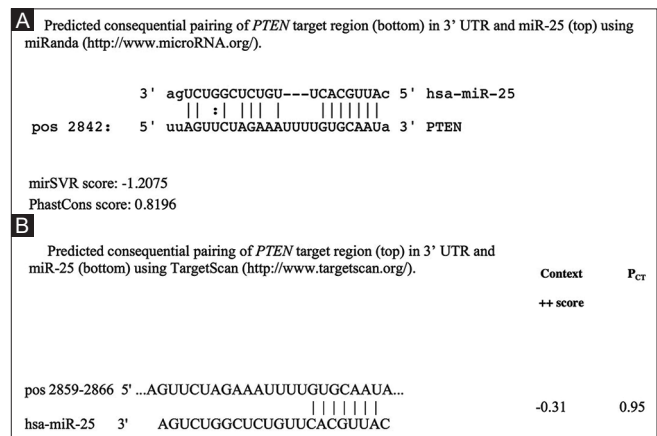 A Predicted consequential pairing of PTEN target region (bottom) in 3' UTR and miR-25 (top) using
miRanda (http://www.microRNA.org/).
3' agUCUGGCUCUGU---UCACGUUAc 5' hsa-miR-25
|| :| ||| | |||||||
pos 2842: 5' uuAGUUCUAGAAAUUUUGUGCAAUa 3' PTEN
mirSVR score: -1.2075
PhastCons score: 0.8196
B
Predicted consequential pairing of PTEN target region (top) in 3' UTR and
miR-25 (bottom) using TargetScan (http://www.targetscan.org/).
Context
++ score
PCT
pos 2859-2866 5' ...AGUUCUAGAAAUUUUGUGCAAUA...
|||||||
hsa-miR-25 3' AGUCUGGCUCUGUUCACGUUAC
-0.31 0.95